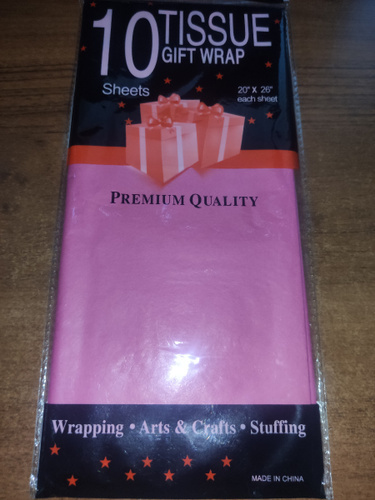 10 TISSUE
GIFT WRAP
Sheets
20" X 26"
each sheet
PREMIUM QUALITY
Wrapping • Arts & Crafts • Stuffing
MADE IN CHINA